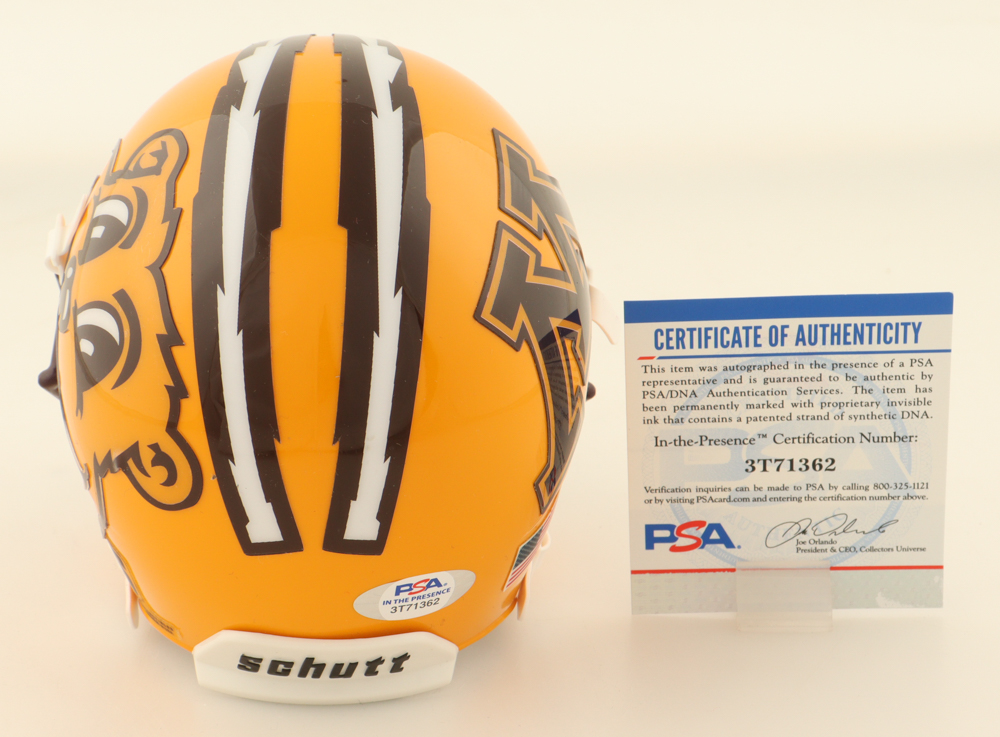 schutt
PSA.
IN THE PRESENCE
3T71362
CERTIFICATE OF AUTHENTICITY
This item was autographed in the presence of a PSA
representative and is guaranteed to be authentic by
PSA/DNA Authentication Services. The item has
been permanently marked with proprietary invisible
ink that contains a patented strand of synthetic DNA.
In-the-Presence™ Certification Number:
3T71362
Verification inquiries can be made to PSA by calling 800-325-1121
or by visiting PSAcard.com and entering the certification number above.
PSA.
Joe Orlando
President & CEO, Collectors Universe